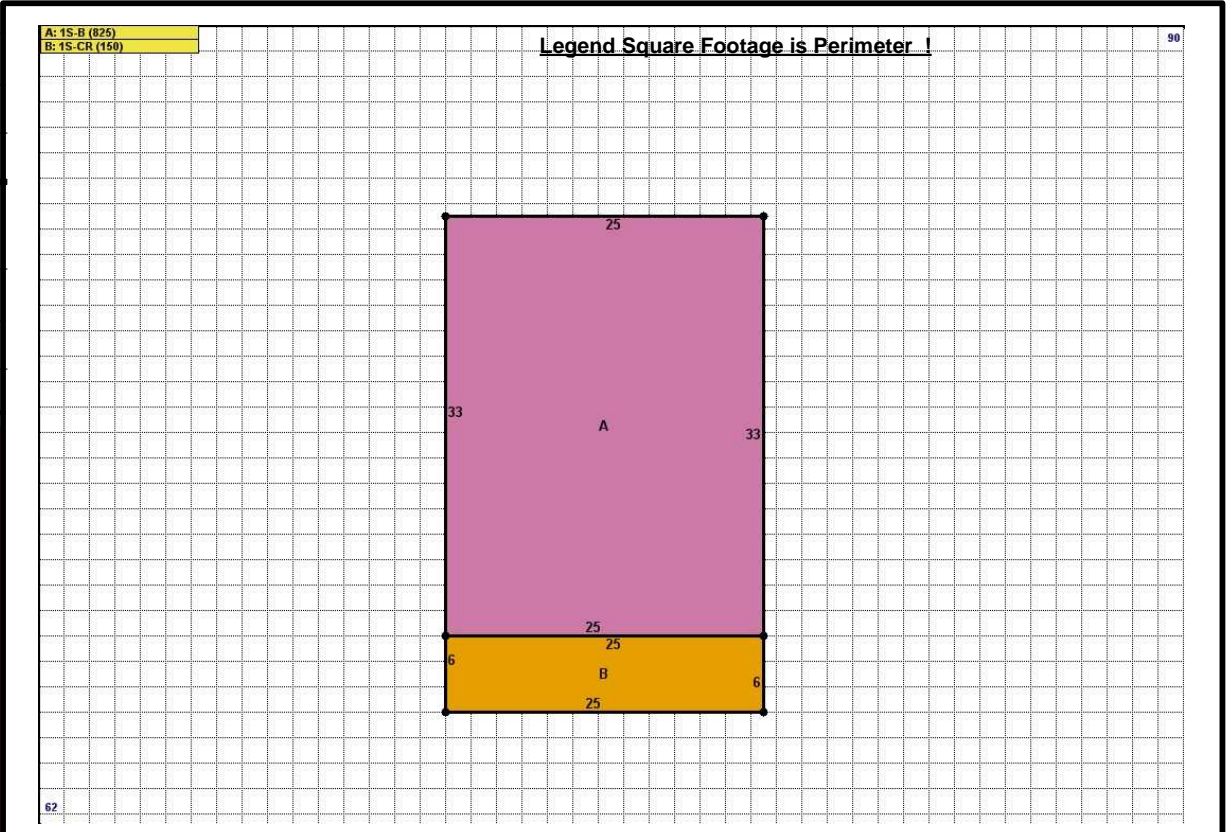 A: 1S-B (825)
B: 1S-CR (150)
Legend Square Footage is Perimeter !
90
25
33
A
33
25
25
6
B
6
25
62